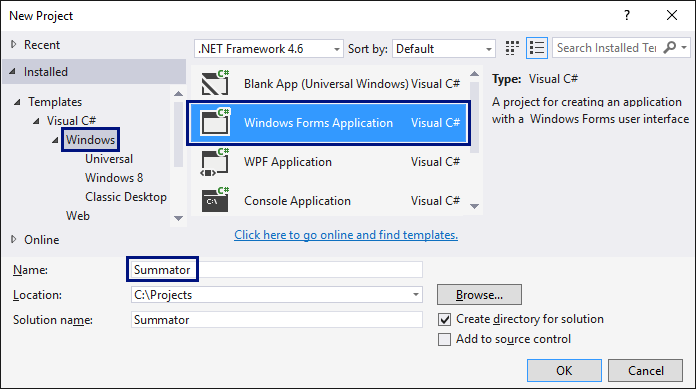 New Project
Recent
.NET Framework 4.6 Sort by: Default Search Installed Te
Installed
Templates
Visual C#
Windows
Universal
Windows 8
Classic Desktop
Web
Online
C# Blank App (Universal Windows) Visual C#
C# Windows Forms Application Visual C#
C# WPF Application Visual C#
C# C:\ Console Application Visual C#
Click here to go online and find templates.
Type: Visual C#
A project for creating an application
with a Windows Forms user interface
Name: Summator
Location: C:\Projects Browse...
Solution name: Summator Create directory for solution
Add to source control
OK Cancel